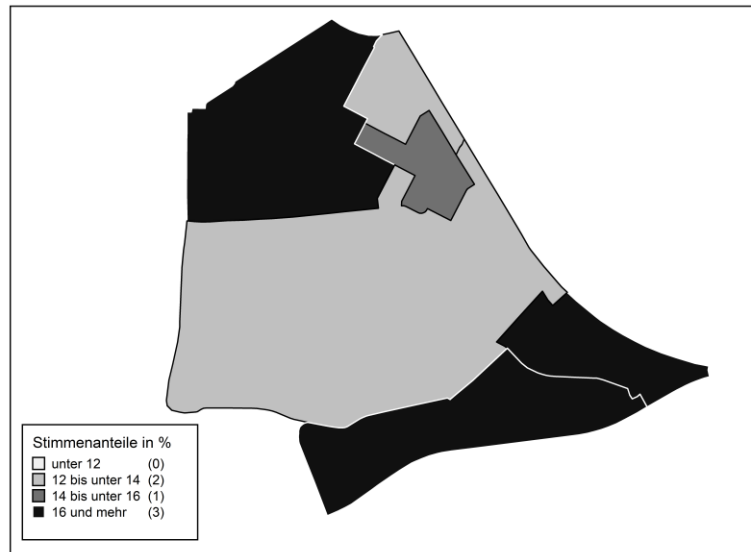 Stimmenanteile in %
unter 12 (0)
12 bis unter 14 (2)
14 bis unter 16 (1)
16 und mehr (3)